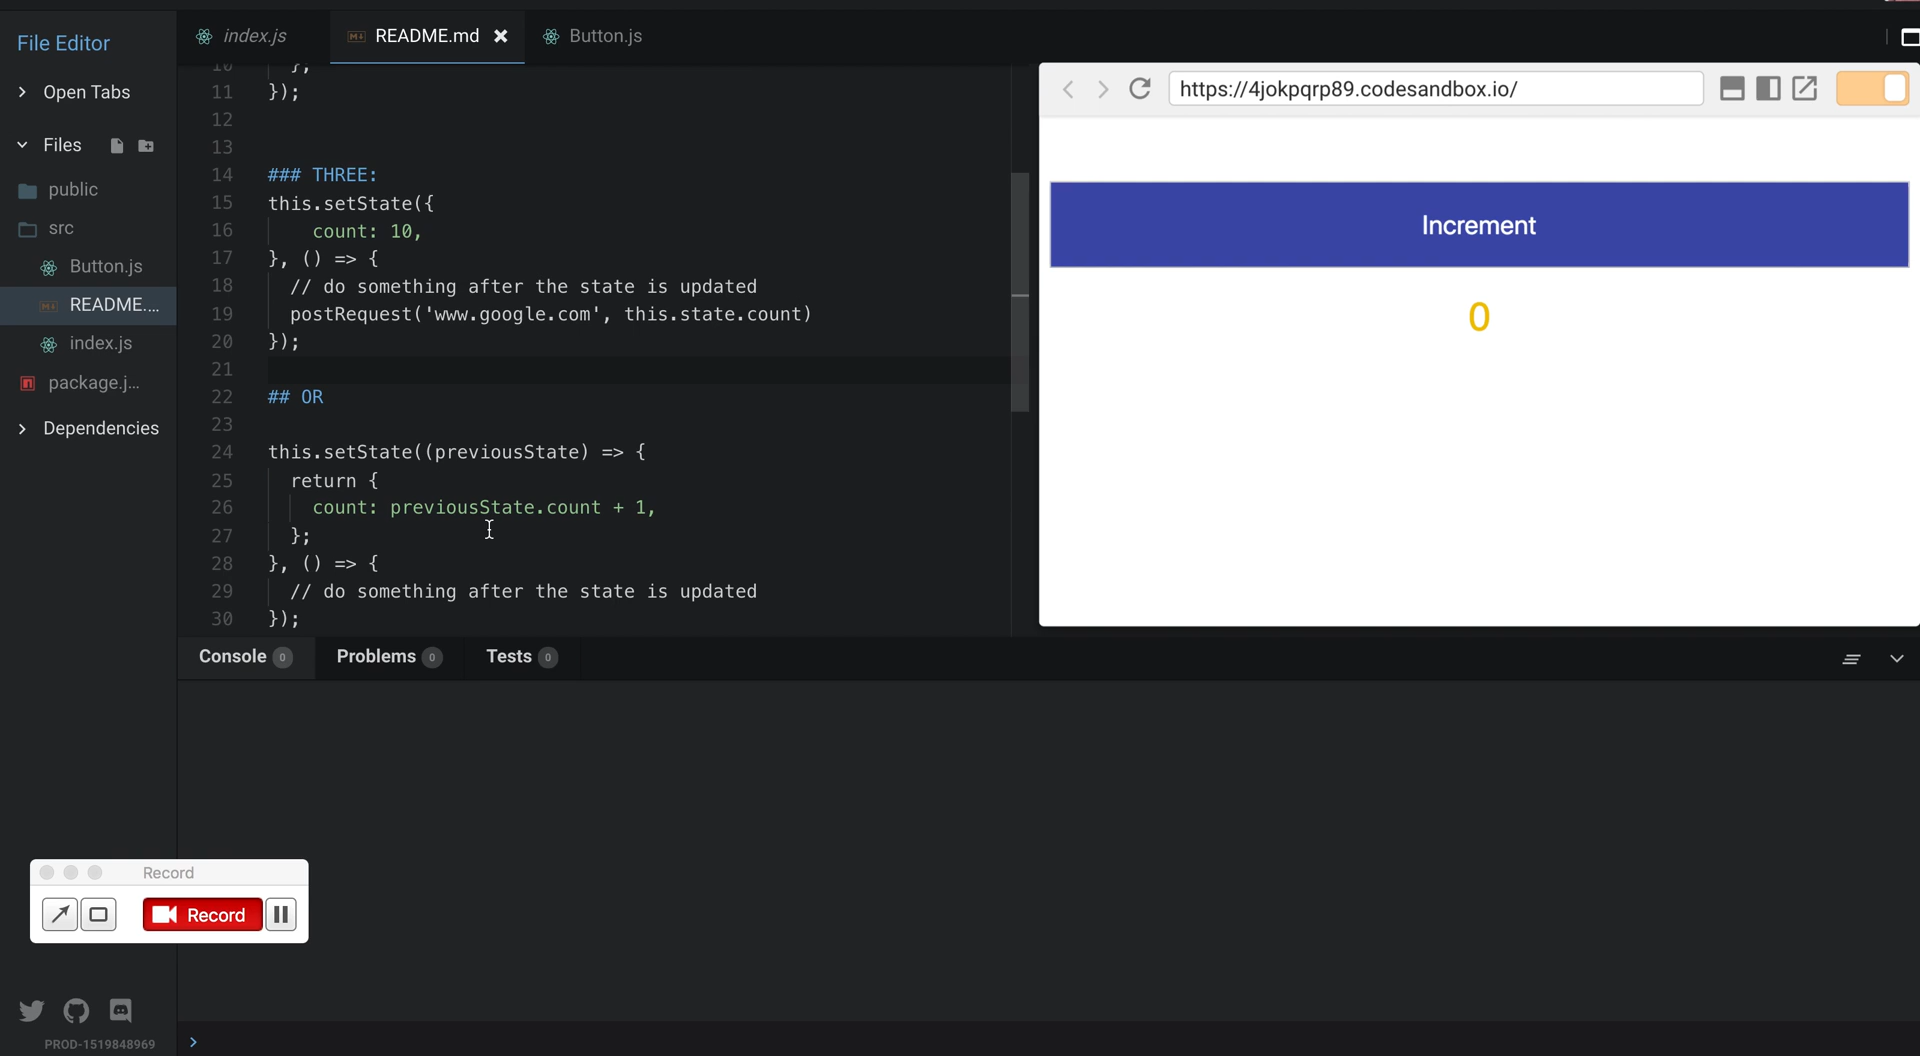 File Editor
Open Tabs
Files
public
src
Button.js
README....
index.js
package.j...
Dependencies
index.js
README.md
Button.js
10 },
11 });
12
13
14 ### THREE:
15 this.setState({
16 count: 10,
17 }, () => {
18 // do something after the state is updated
19 postRequest('www.google.com', this.state.count)
20 });
21
22 ## OR
23
24 this.setState((previousState) => {
25 return {
26 count: previousState.count + 1,
27 };
28 }, () => {
29 // do something after the state is updated
30 });
https://4jokpqrp89.codesandbox.io/
Increment
0
Console 0
Problems 0
Tests 0
Record
Record
PROD-1519848969